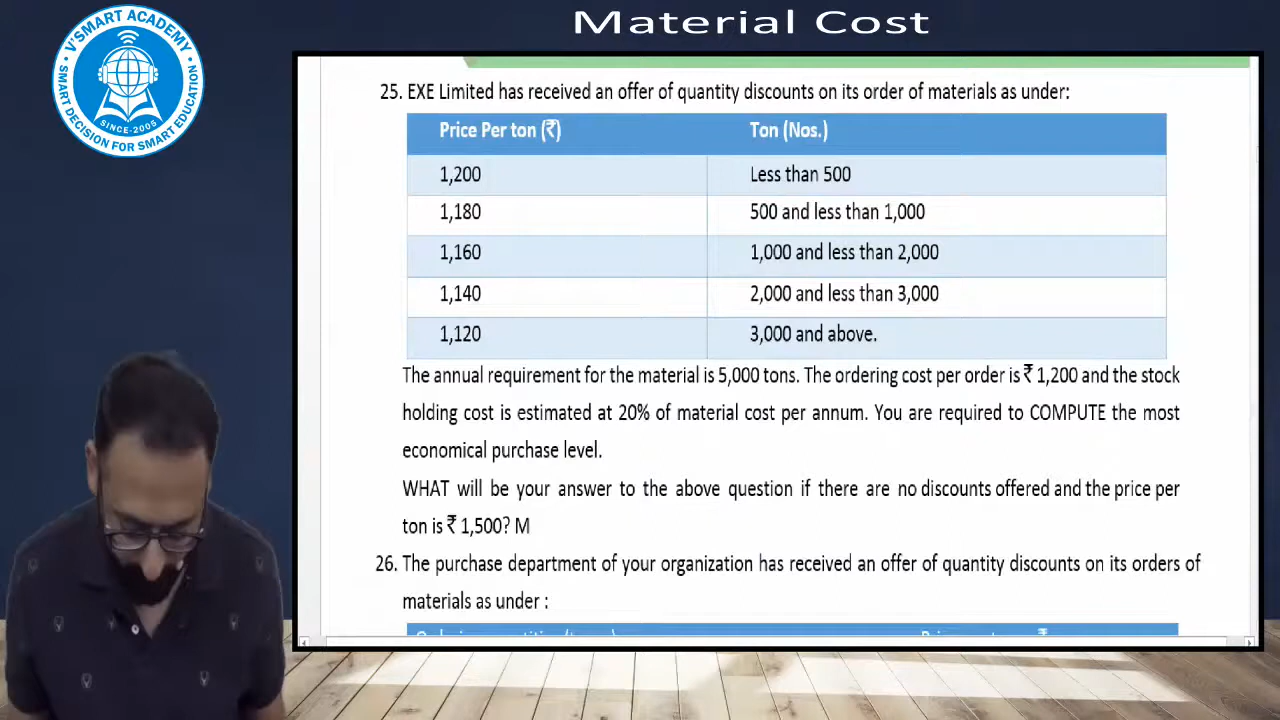 Material Cost
V'SMART ACADEMY
SINCE-2005
SMART DECISION FOR SMART EDUCATION
25. EXE Limited has received an offer of quantity discounts on its order of materials as under:
Price Per ton (₹) Ton (Nos.)
1,200 Less than 500
1,180 500 and less than 1,000
1,160 1,000 and less than 2,000
1,140 2,000 and less than 3,000
1,120 3,000 and above.
The annual requirement for the material is 5,000 tons. The ordering cost per order is ₹ 1,200 and the stock
holding cost is estimated at 20% of material cost per annum. You are required to COMPUTE the most
economical purchase level.
WHAT will be your answer to the above question if there are no discounts offered and the price per
ton is ₹ 1,500? M
26. The purchase department of your organization has received an offer of quantity discounts on its orders of
materials as under :